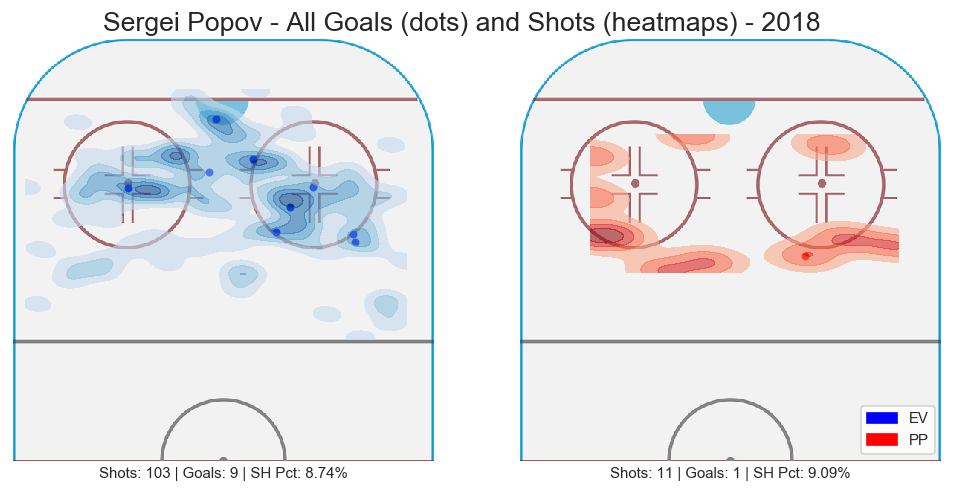 Sergei Popov - All Goals (dots) and Shots (heatmaps) - 2018
EV
PP
Shots: 103 | Goals: 9 | SH Pct: 8.74%
Shots: 11 | Goals: 1 | SH Pct: 9.09%